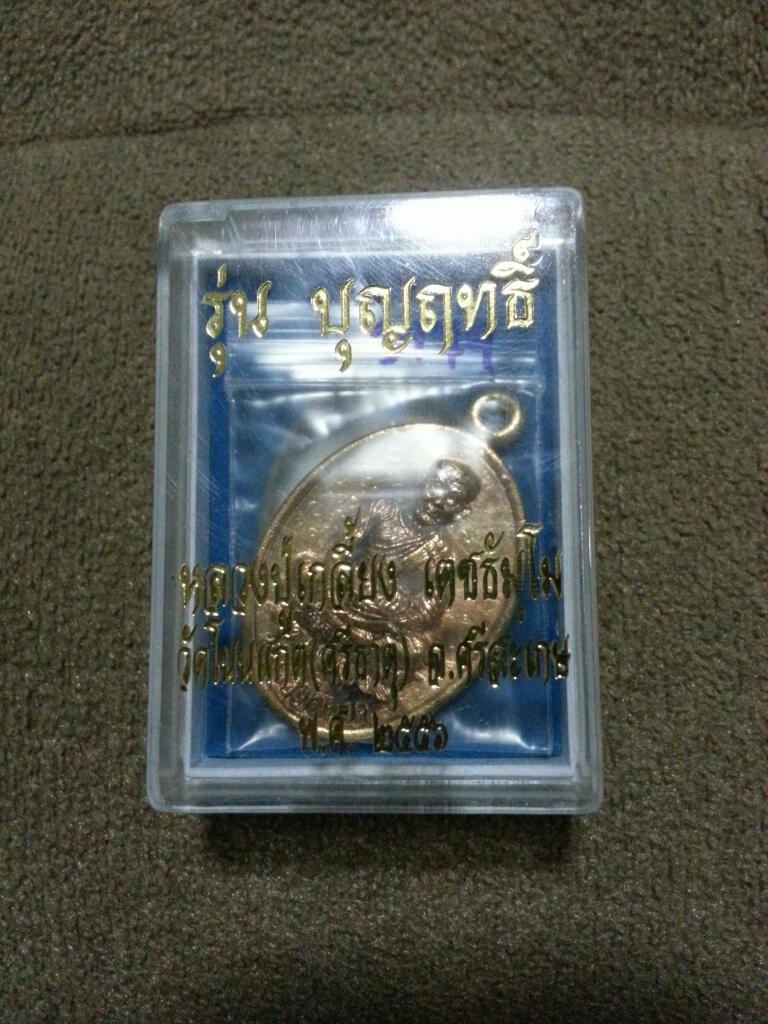 รุ่น บุญฤทธิ์
หลวงปู่เกลี้ยง เตชธัมฺโม
วัดโนนแกด(ศรีธาตุ) จ.ศรีสะเกษ
พ.ศ. ๒๕๕๖